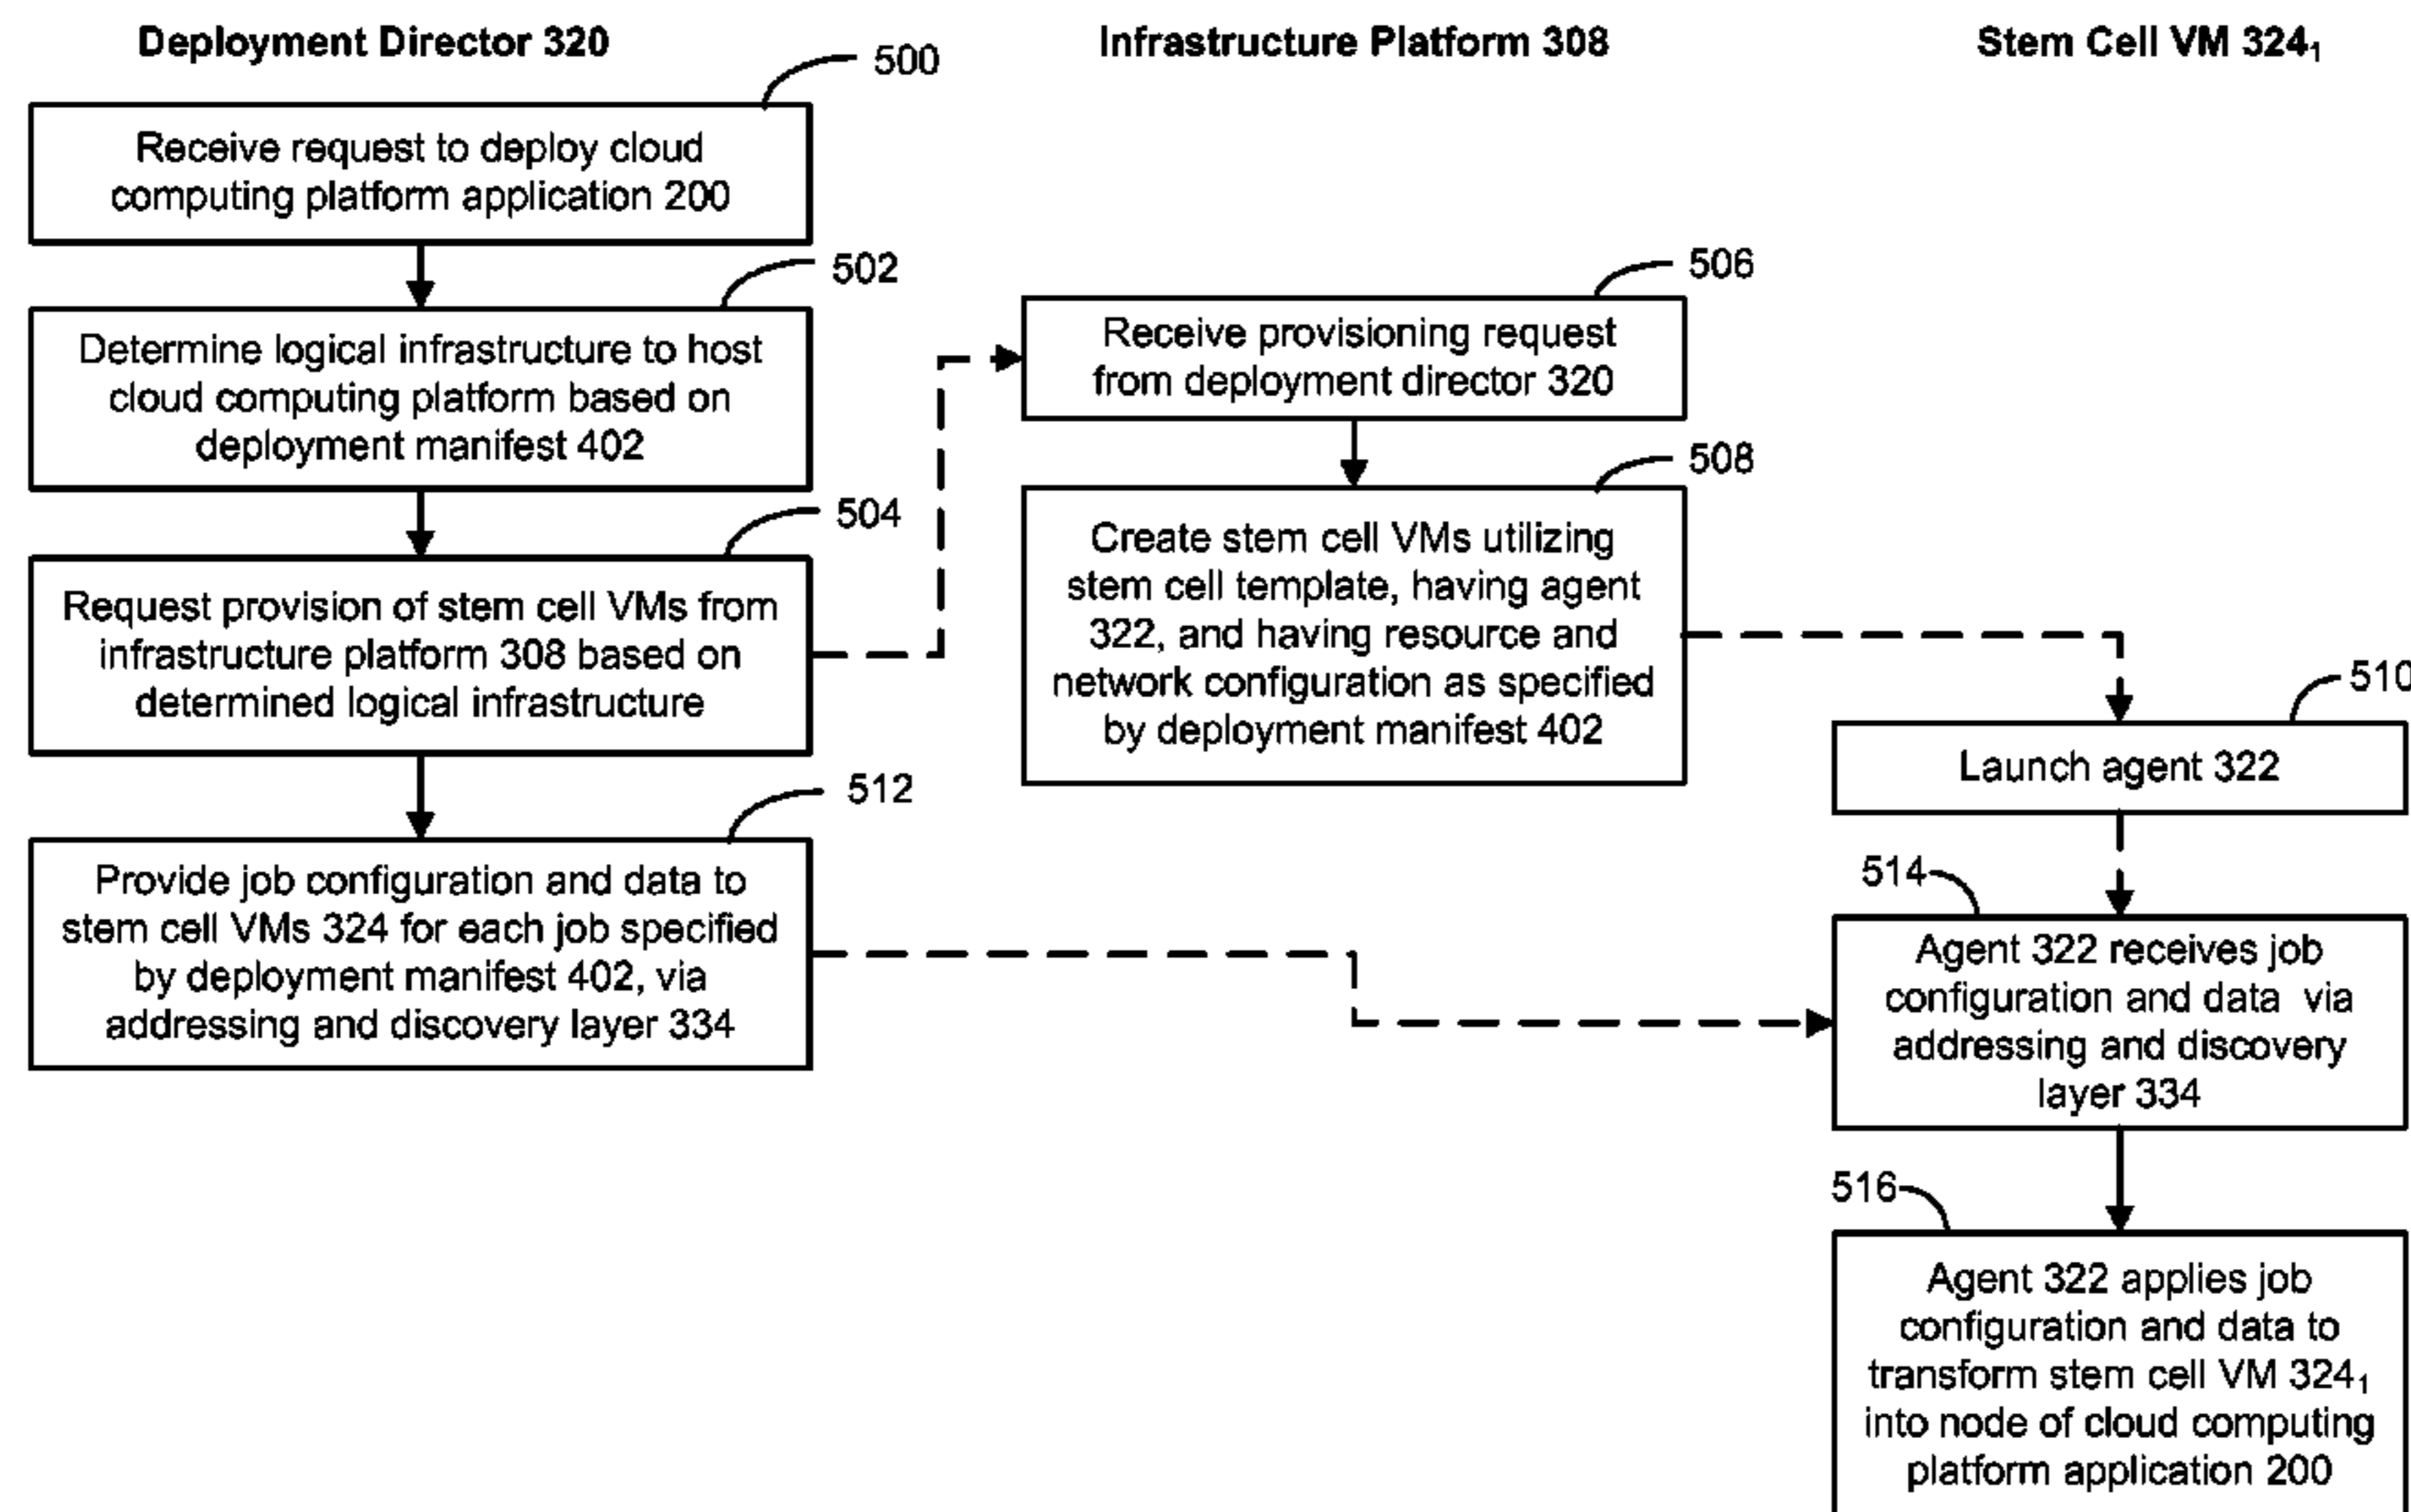 Deployment Director 320
500
Receive request to deploy cloud
computing platform application 200
502
Determine logical infrastructure to host
cloud computing platform based on
deployment manifest 402
504
Request provision of stem cell VMs from
infrastructure platform 308 based on
determined logical infrastructure
512
Provide job configuration and data to
stem cell VMs 324 for each job specified
by deployment manifest 402, via
addressing and discovery layer 334
Infrastructure Platform 308
506
Receive provisioning request
from deployment director 320
508
Create stem cell VMs utilizing
stem cell template, having agent
322, and having resource and
network configuration as specified
by deployment manifest 402
Stem Cell VM 324₁
510
Launch agent 322
514
Agent 322 receives job
configuration and data via
addressing and discovery
layer 334
516
Agent 322 applies job
configuration and data to
transform stem cell VM 324₁
into node of cloud computing
platform application 200